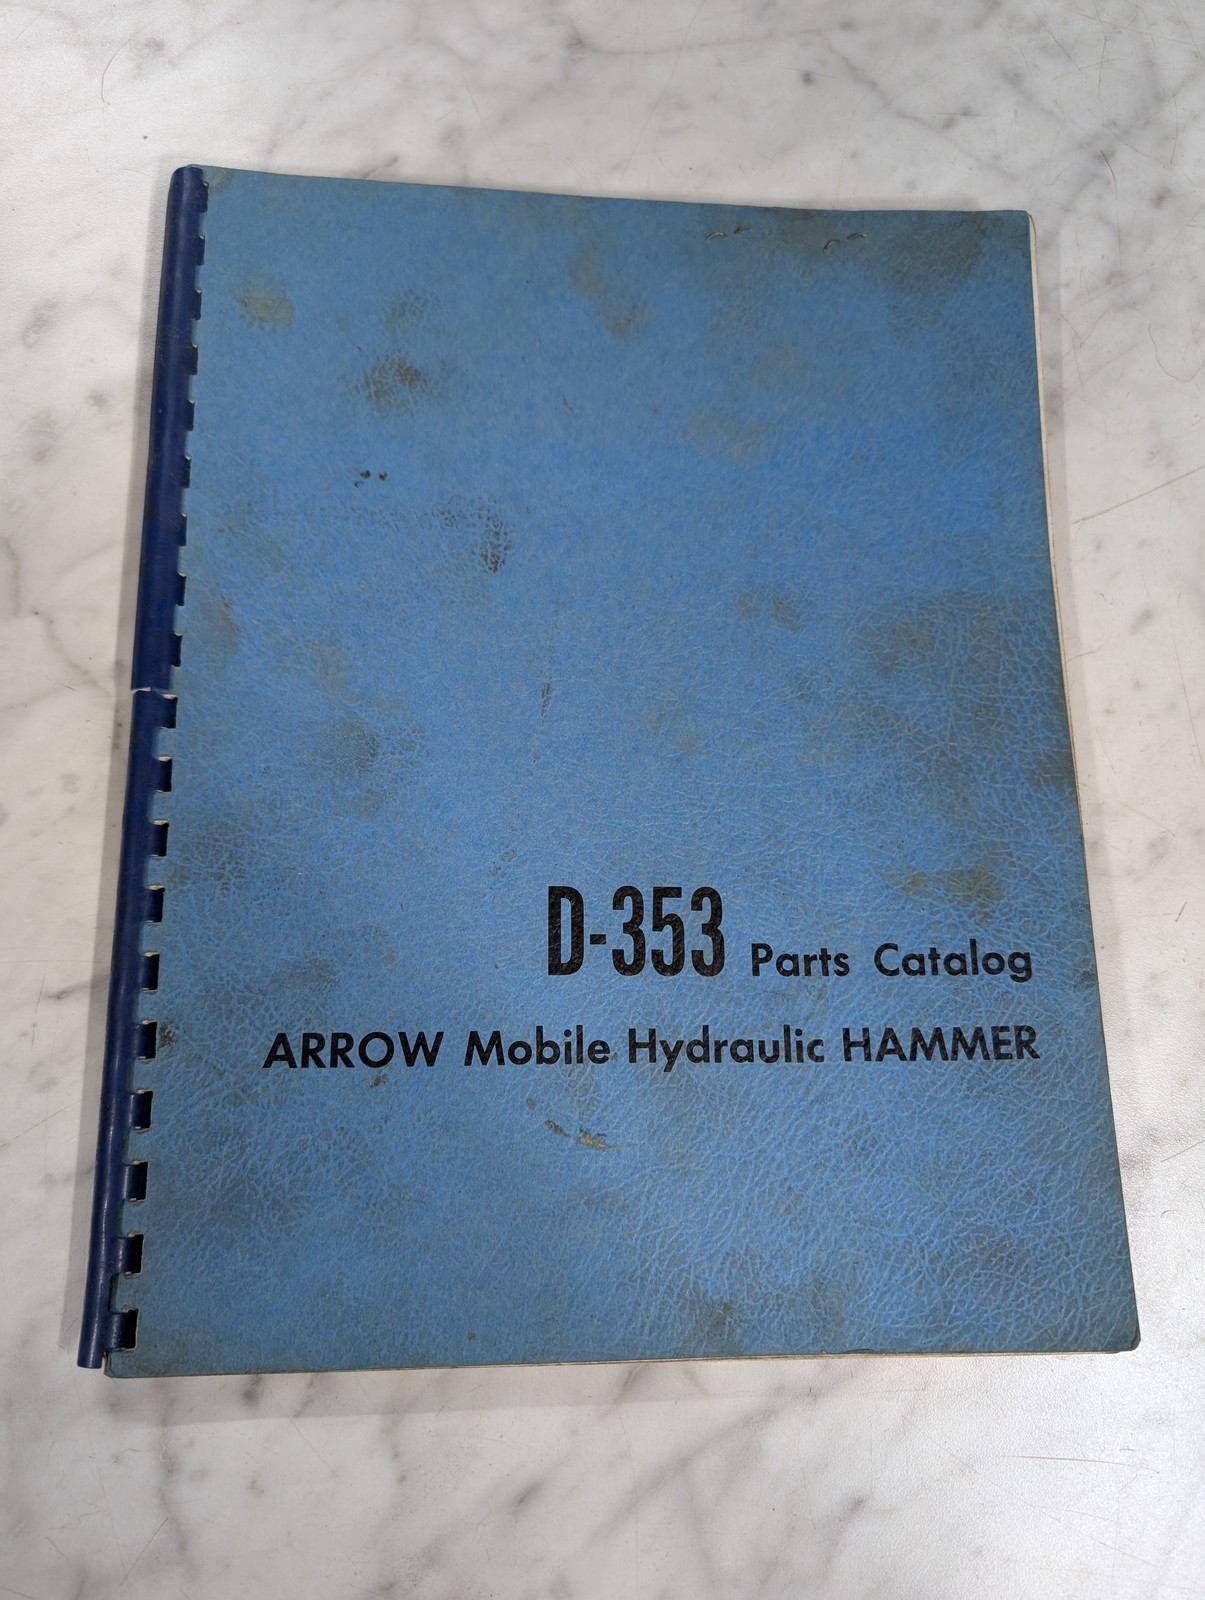 D-353 Parts Catalog
ARROW Mobile Hydraulic HAMMER